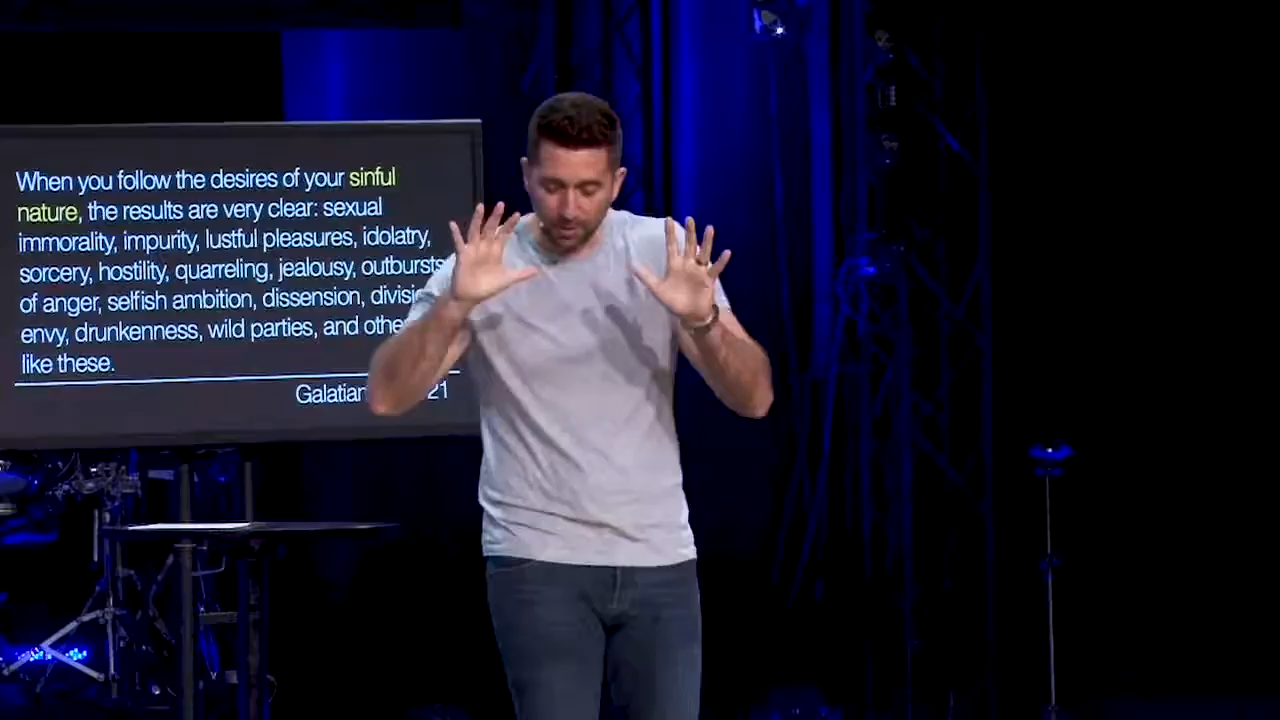 When you follow the desires of your sinful
nature, the results are very clear: sexual
immorality, impurity, lustful pleasures, idolatry,
sorcery, hostility, quarreling, jealousy, outbursts
of anger, selfish ambition, dissension,
envy, drunkenness, wild parties, and
like these.
21